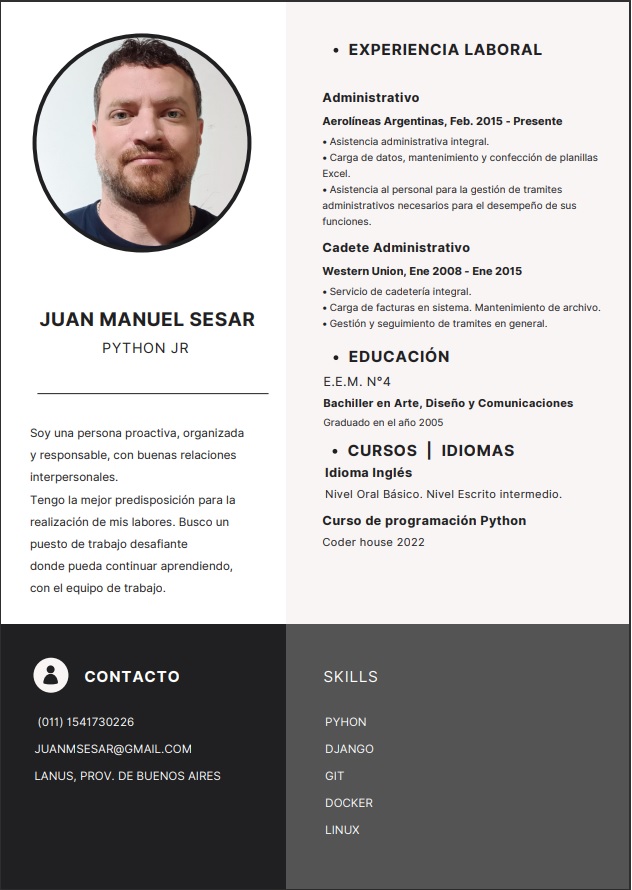 JUAN MANUEL SESAR
PYTHON JR
Soy una persona proactiva, organizada
y responsable, con buenas relaciones
interpersonales.
Tengo la mejor predisposición para la
realización de mis labores. Busco un
puesto de trabajo desafiante
donde pueda continuar aprendiendo,
con el equipo de trabajo.
• EXPERIENCIA LABORAL
Administrativo
Aerolíneas Argentinas, Feb. 2015 - Presente
• Asistencia administrativa integral.
• Carga de datos, mantenimiento y confección de planillas
Excel.
• Asistencia al personal para la gestión de tramites
administrativos necesarios para el desempeño de sus
funciones.
Cadete Administrativo
Western Union, Ene 2008 - Ene 2015
• Servicio de cadetería integral.
• Carga de facturas en sistema. Mantenimiento de archivo.
• Gestión y seguimiento de tramites en general.
• EDUCACIÓN
E.E.M. N°4
Bachiller en Arte, Diseño y Comunicaciones
Graduado en el año 2005
• CURSOS | IDIOMAS
Idioma Inglés
Nivel Oral Básico. Nivel Escrito intermedio.
Curso de programación Python
Coder house 2022
CONTACTO
(011) 1541730226
JUANMSESAR@GMAIL.COM
LANUS, PROV. DE BUENOS AIRES
SKILLS
PYHON
DJANGO
GIT
DOCKER
LINUX